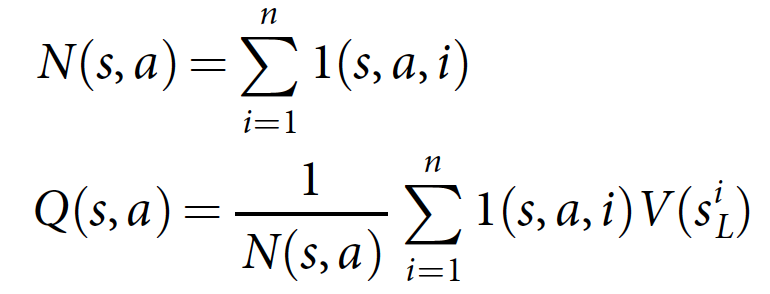 N(s, a) = \sum_{i=1}^{n} 1(s, a, i)
Q(s, a) = \frac{1}{N(s, a)} \sum_{i=1}^{n} 1(s, a, i) V(s_L^i)